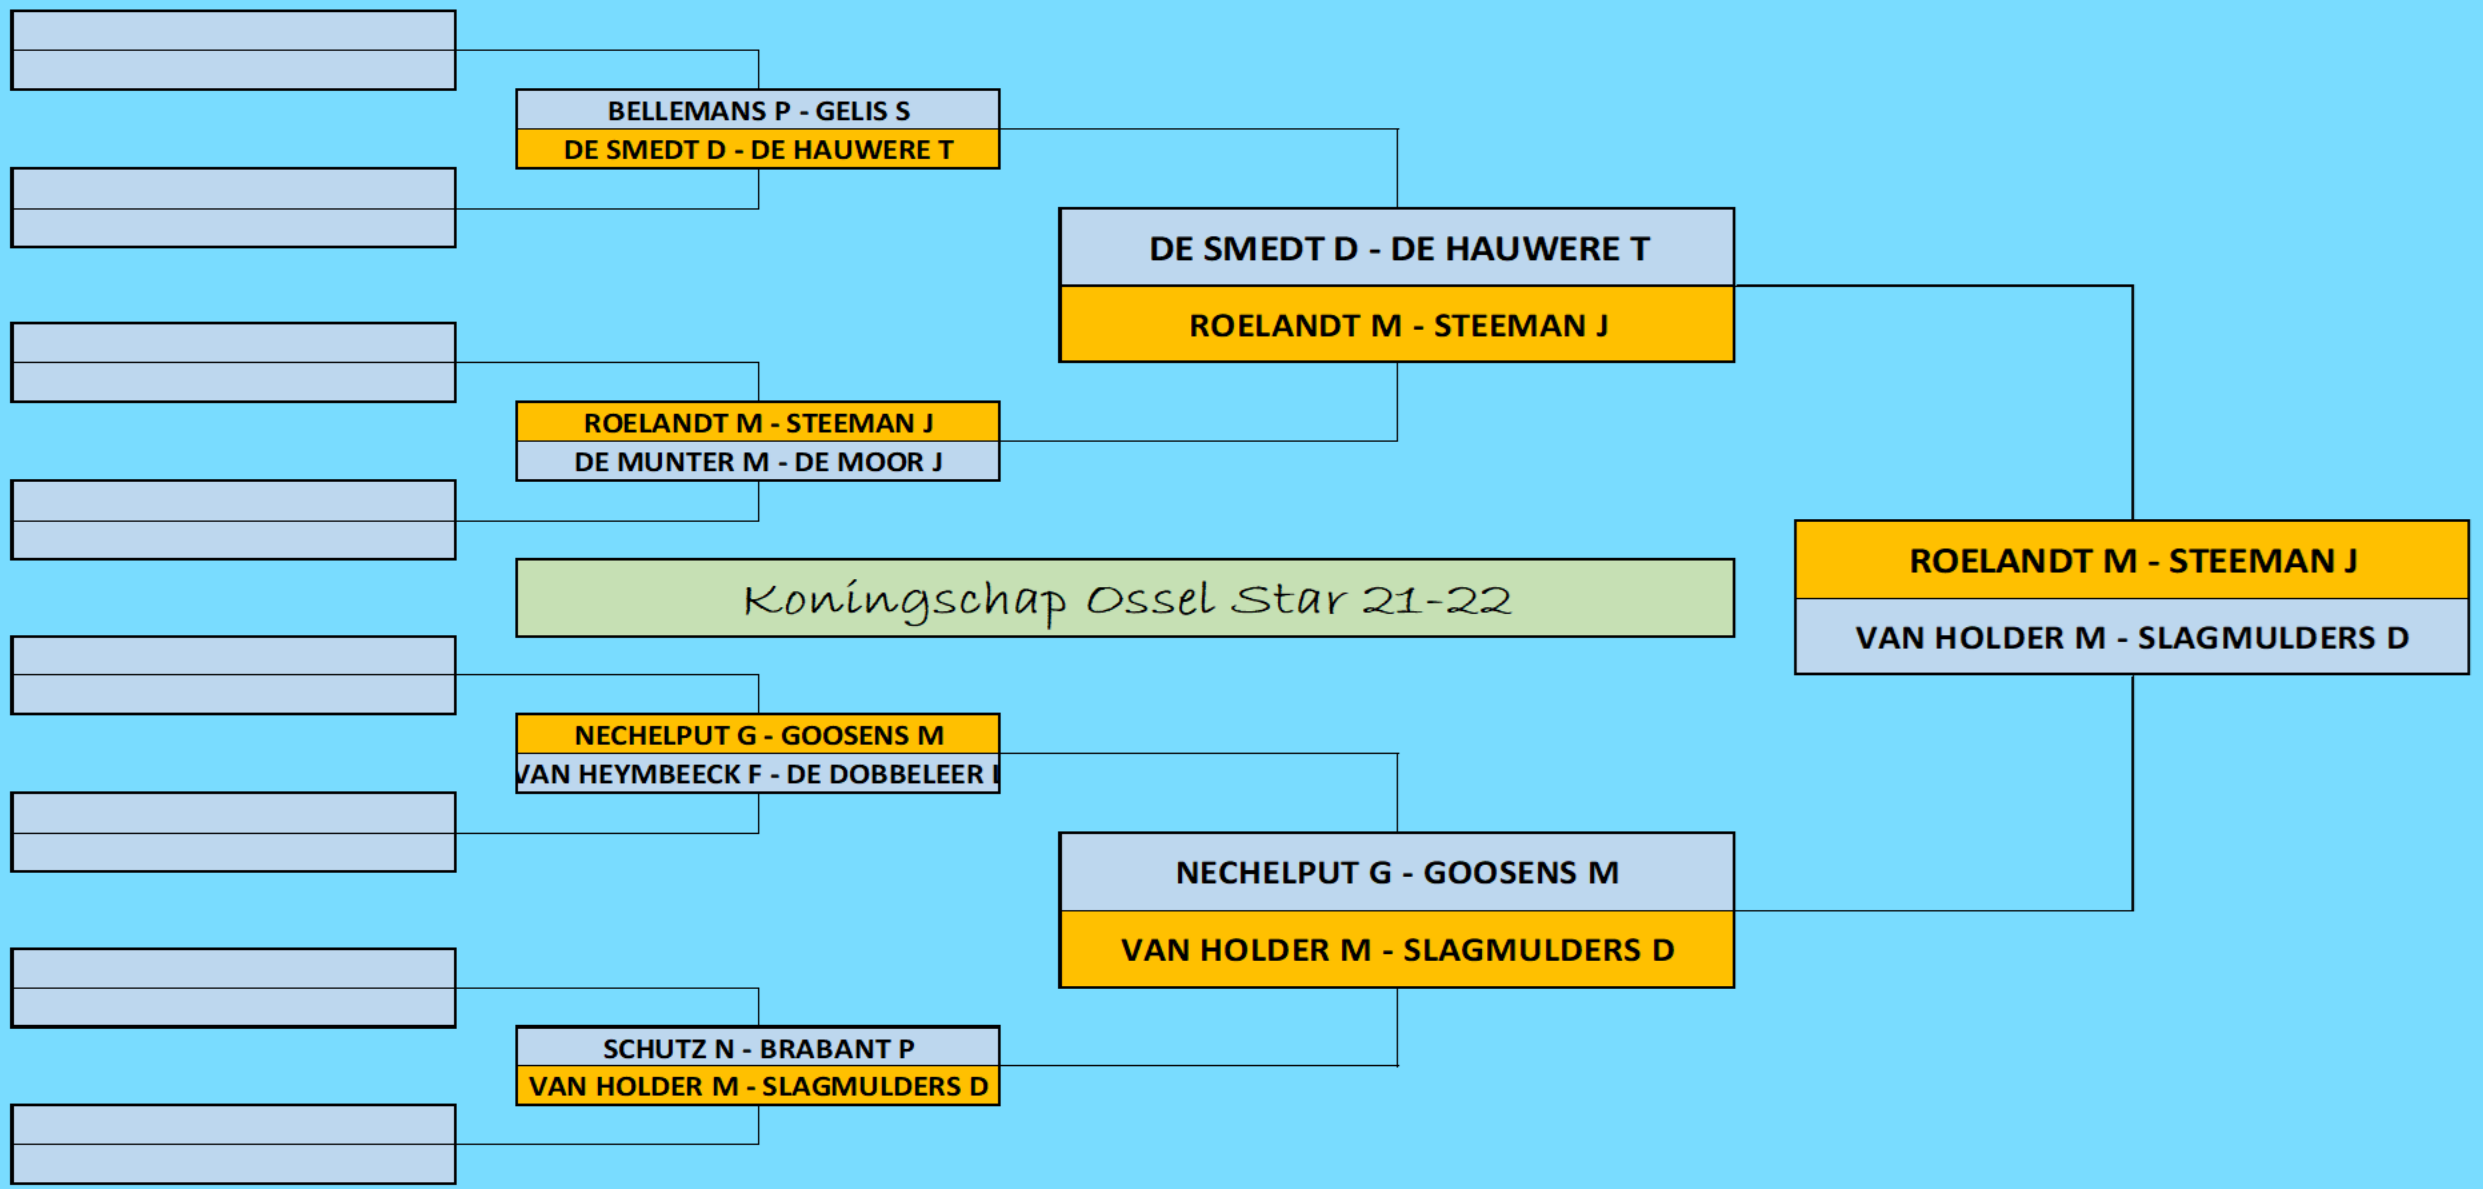 BELLEMANS P - GELIS S
DE SMEDT D - DE HAUWERE T
DE SMEDT D - DE HAUWERE T
ROELANDT M - STEEMAN J
ROELANDT M - STEEMAN J
DE MUNTER M - DE MOOR J
Koningschap Ossel Star 21-22
ROELANDT M - STEEMAN J
VAN HOLDER M - SLAGMULDERS D
NECHELPUT G - GOOSENS M
VAN HEYMBEECK F - DE DOBBELEER
NECHELPUT G - GOOSENS M
VAN HOLDER M - SLAGMULDERS D
SCHUTZ N - BRABANT P
VAN HOLDER M - SLAGMULDERS D